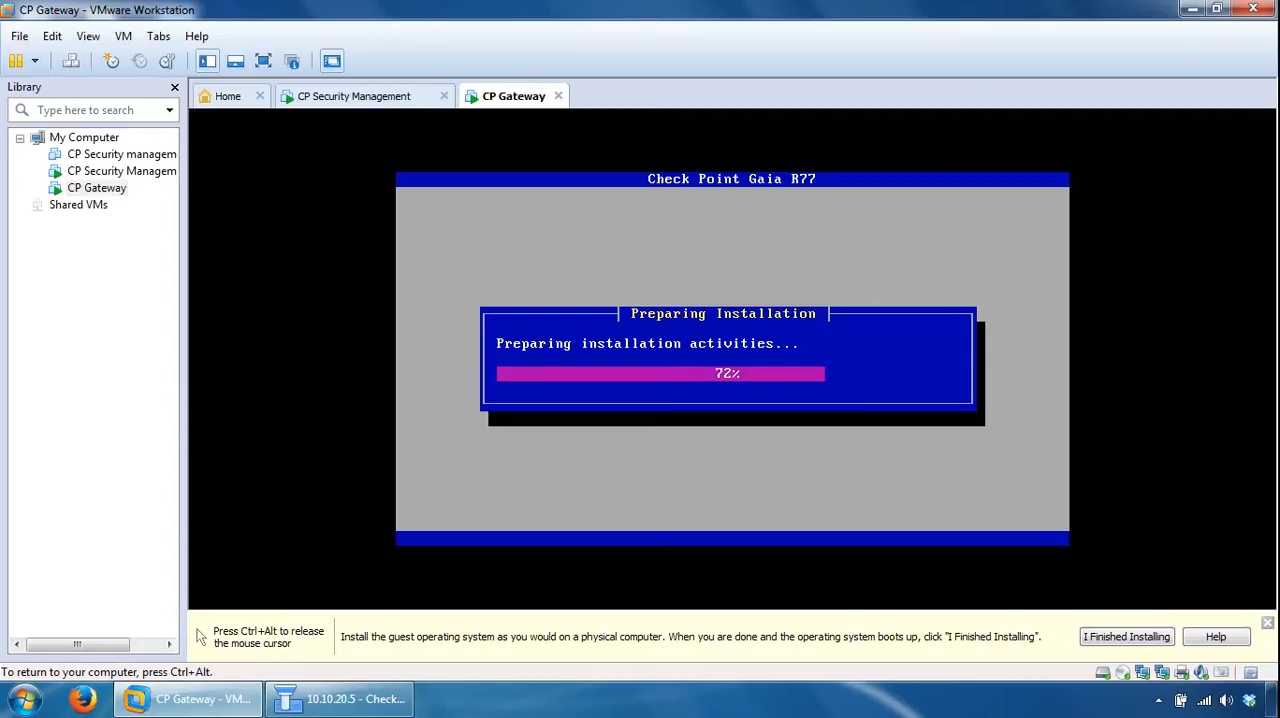 CP Gateway - VMware Workstation
File Edit View VM Tabs Help
Library
Type here to search
Home
CP Security Management
CP Gateway
My Computer
CP Security managem
CP Security Managem
CP Gateway
Shared VMs
Check Point Gaia R77
Preparing Installation
Preparing installation activities...
72%
Press Ctrl+Alt to release
the mouse cursor
Install the guest operating system as you would on a physical computer. When you are done and the operating system boots up, click "I Finished Installing".
I Finished Installing
Help
To return to your computer, press Ctrl+Alt.
CP Gateway - VM...
10.10.20.5 - Check...